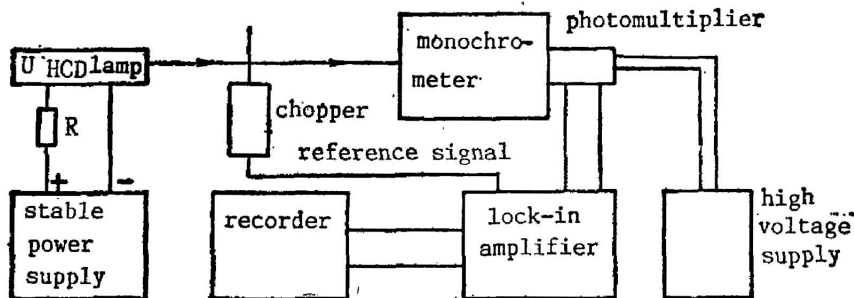 U HCD lamp
R
+
-
stable
power
supply
chopper
reference signal
recorder
monochro-
meter
photomultiplier
lock-in
amplifier
high
voltage
supply